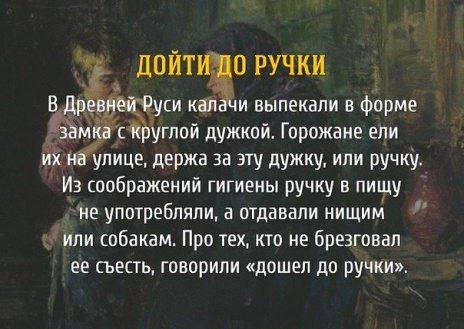 ДОЙТИ ДО РУЧКИ
В Древней Руси калачи выпекали в форме
замка с круглой дужкой. Горожане ели
их на улице, держа за эту дужку, или ручку.
Из соображений гигиены ручку в пищу
не употребляли, а отдавали нищим
или собакам. Про тех, кто не брезговал
ее съесть, говорили «дошел до ручки».